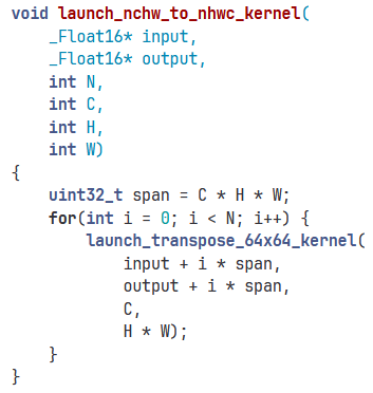 void launch_nchw_to_nhwc_kernel(
    _Float16* input,
    _Float16* output,
    int N,
    int C,
    int H,
    int W)
{
    uint32_t span = C * H * W;
    for(int i = 0; i < N; i++) {
        launch_transpose_64x64_kernel(
            input + i * span,
            output + i * span,
            C,
            H * W);
    }
}